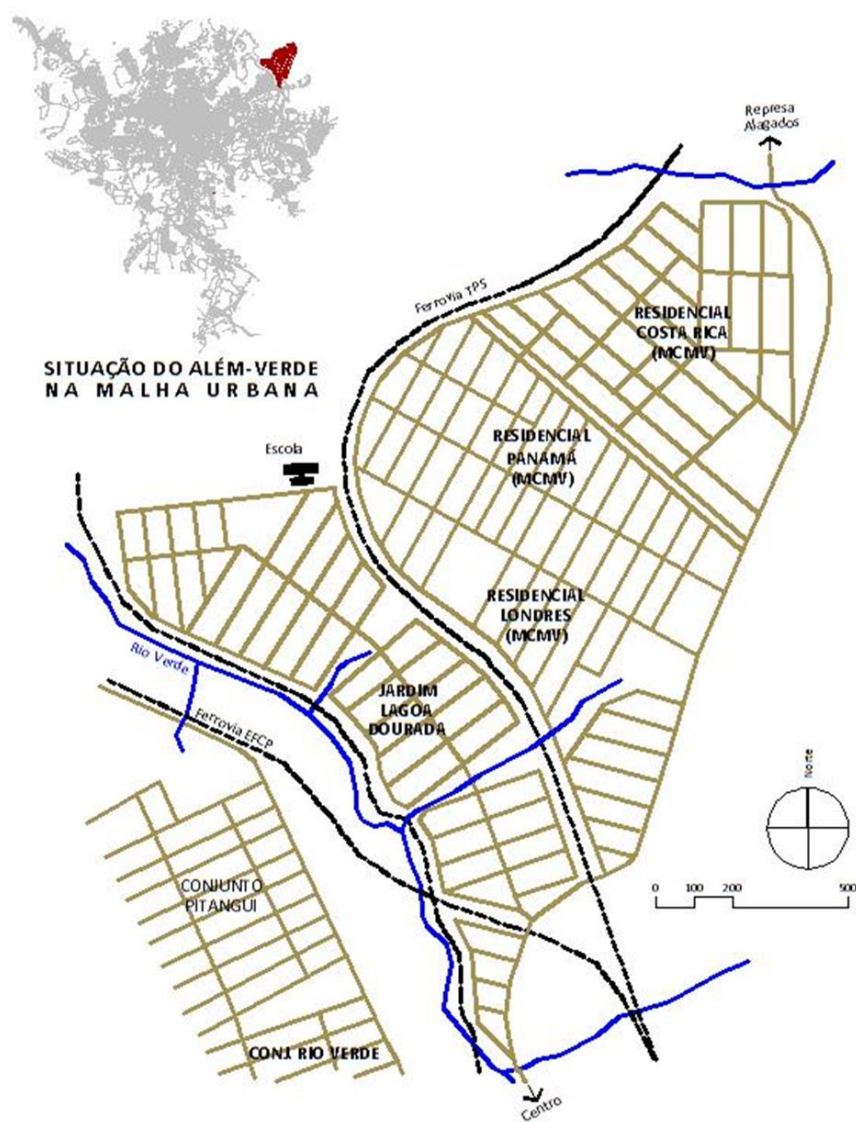 SITUAÇÃO DO ALÉM-VERDE
NA MALHA URBANA
Represa
Alagados
Ferrovia TPS
RESIDENCIAL
COSTA RICA
(MCMV)
RESIDENCIAL
PANAMÁ
(MCMV)
Escola
RESIDENCIAL
LONDRES
(MCMV)
Rio Verde
JARDIM
LAGOA
DOURADA
Ferrovia EFCP
Norte
0 100 200 500
CONJUNTO
PITANGUI
CONJ. RIO VERDE
Centro